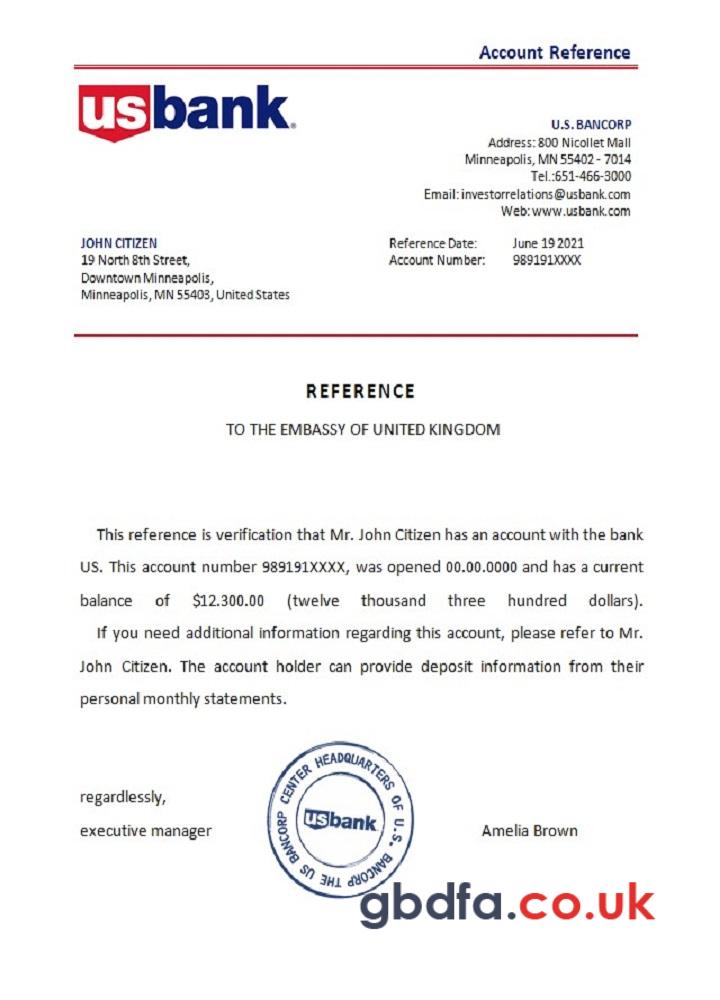 Account Reference
usbank.
U.S. BANCORP
Address: 800 Nicollet Mall
Minneapolis, MN 55402 - 7014
Tel.:651-466-3000
Email: investorrelations@usbank.com
Web: www.usbank.com
JOHN CITIZEN
19 North 8th Street,
Downtown Minneapolis,
Minneapolis, MN 55403, United States
Reference Date: June 19 2021
Account Number: 989191XXXX
REFERENCE
TO THE EMBASSY OF UNITED KINGDOM
This reference is verification that Mr. John Citizen has an account with the bank
US. This account number 989191XXXX, was opened 00.00.0000 and has a current
balance of $12.300.00 (twelve thousand three hundred dollars).
If you need additional information regarding this account, please refer to Mr.
John Citizen. The account holder can provide deposit information from their
personal monthly statements.
regardlessly,
executive manager
THE US BANCORP CENTER HEADQUARTERS OF U.S. BANCORP
usbank
Amelia Brown
gbdfa.co.uk